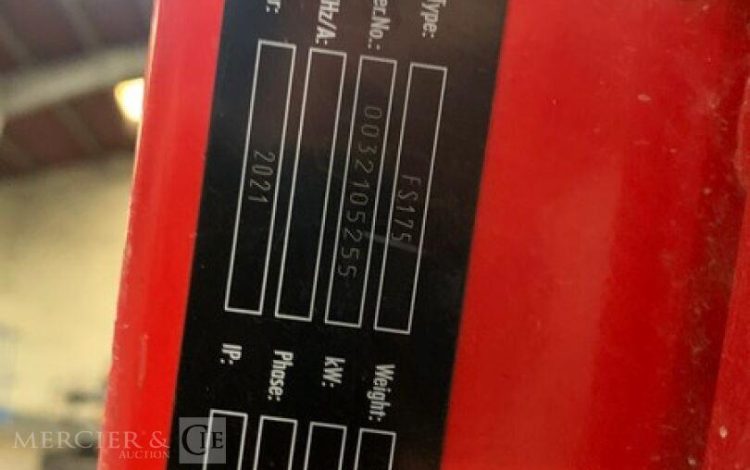 Type: FS175 Weight:
er.No.: 0032105255 kW:
Hz/A: Phase:
r: 2021 IP:
MERCIER & CIE
AUCTION